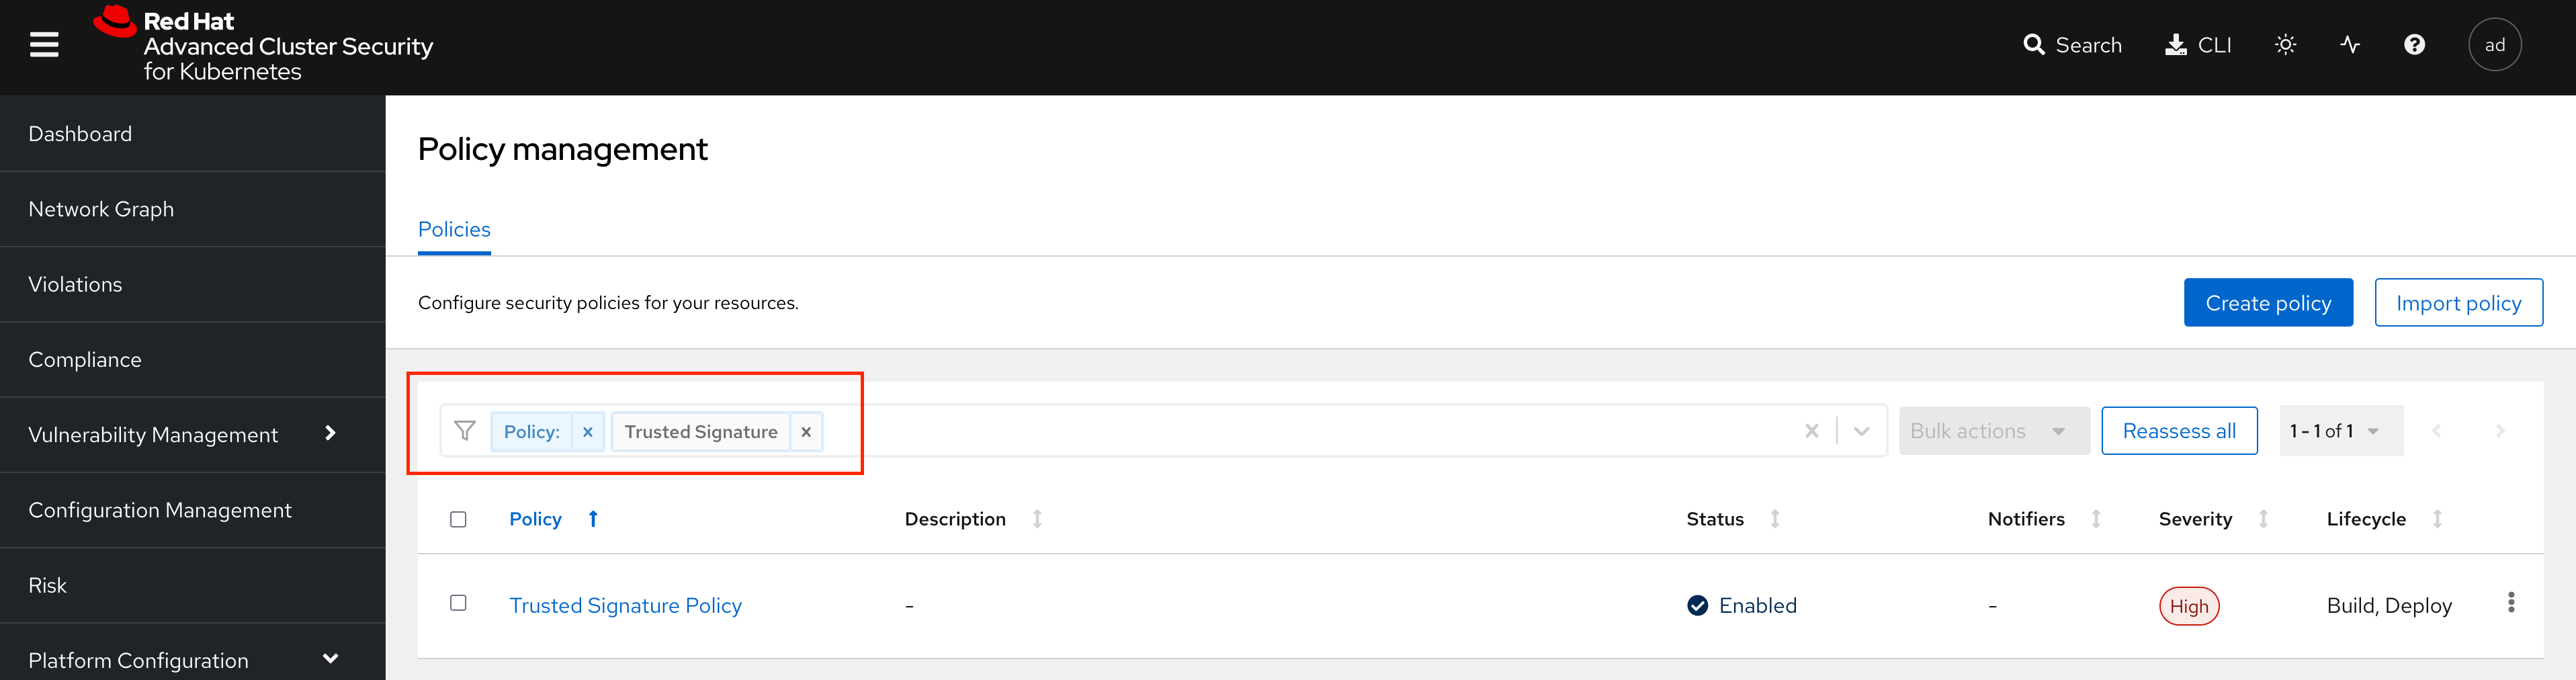 Red Hat
Advanced Cluster Security
for Kubernetes
Search
CLI
ad
Dashboard
Network Graph
Violations
Compliance
Vulnerability Management
Configuration Management
Risk
Platform Configuration
Policy management
Policies
Configure security policies for your resources.
Create policy
Import policy
Policy:
Trusted Signature
Bulk actions
Reassess all
1 - 1 of 1
Policy Description Status Notifiers Severity Lifecycle
Trusted Signature Policy - Enabled - High Build, Deploy